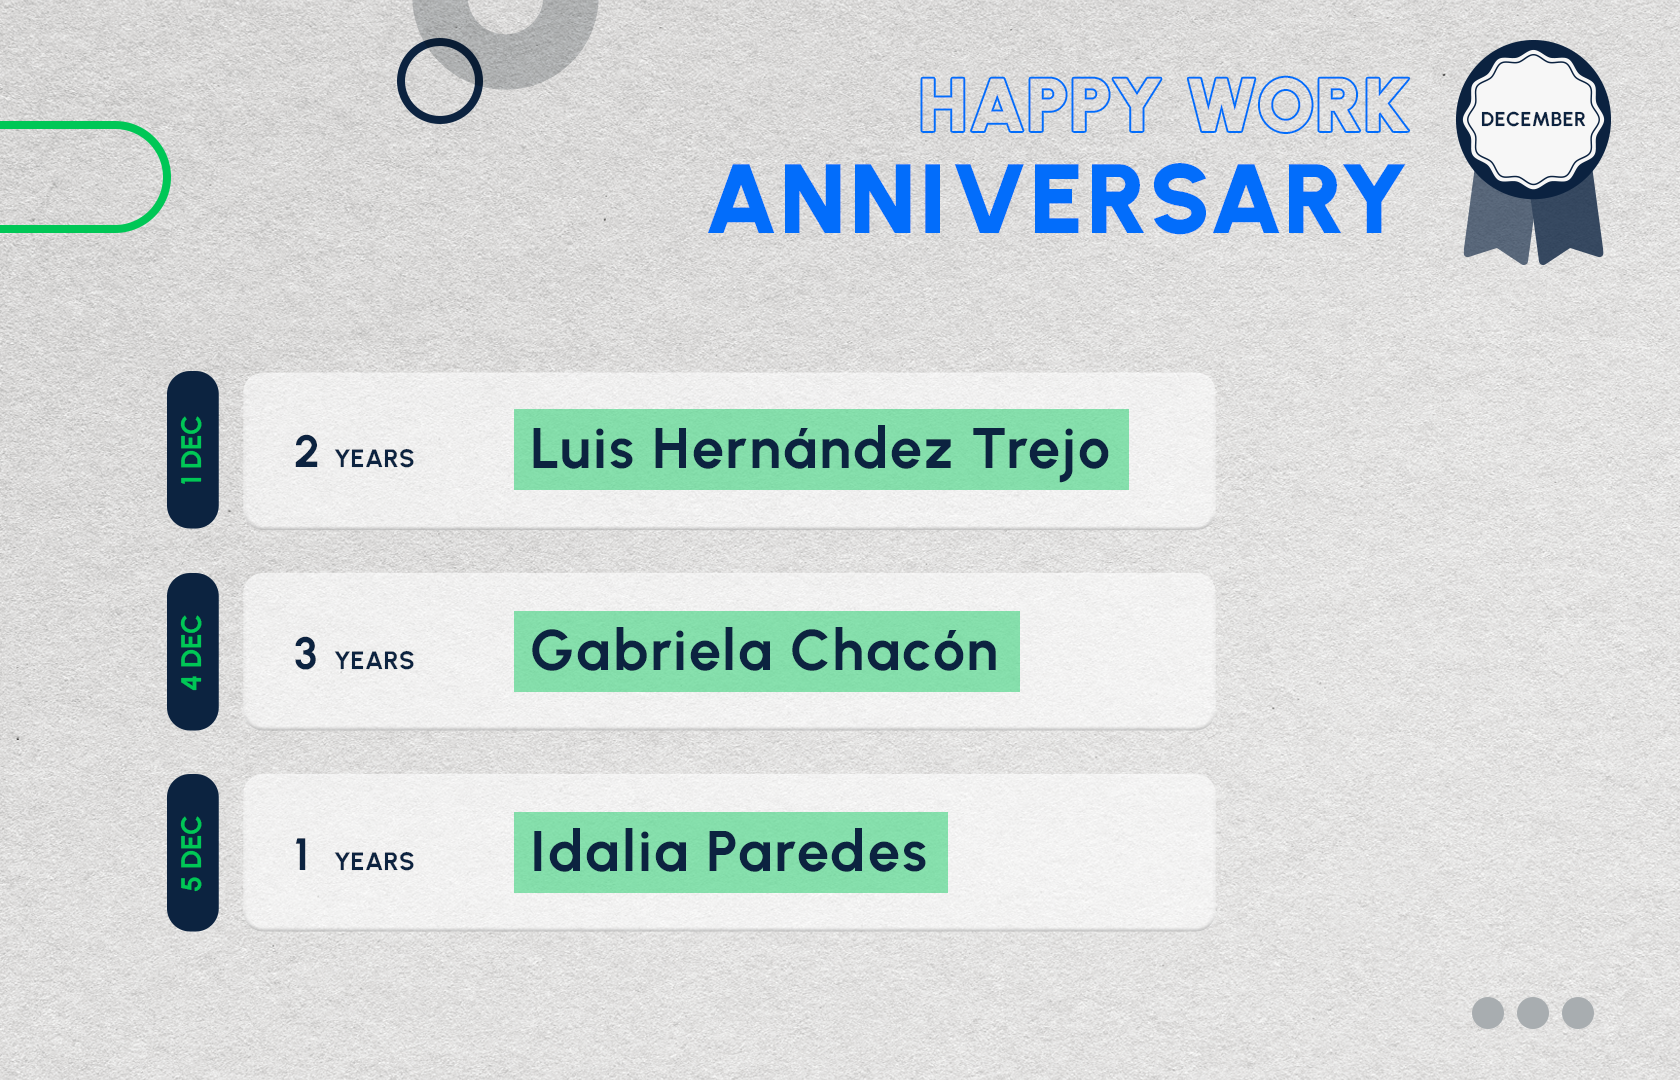 HAPPY WORK
ANNIVERSARY
DECEMBER
1 DEC
2 YEARS
Luis Hernández Trejo
4 DEC
3 YEARS
Gabriela Chacón
5 DEC
1 YEARS
Idalia Paredes